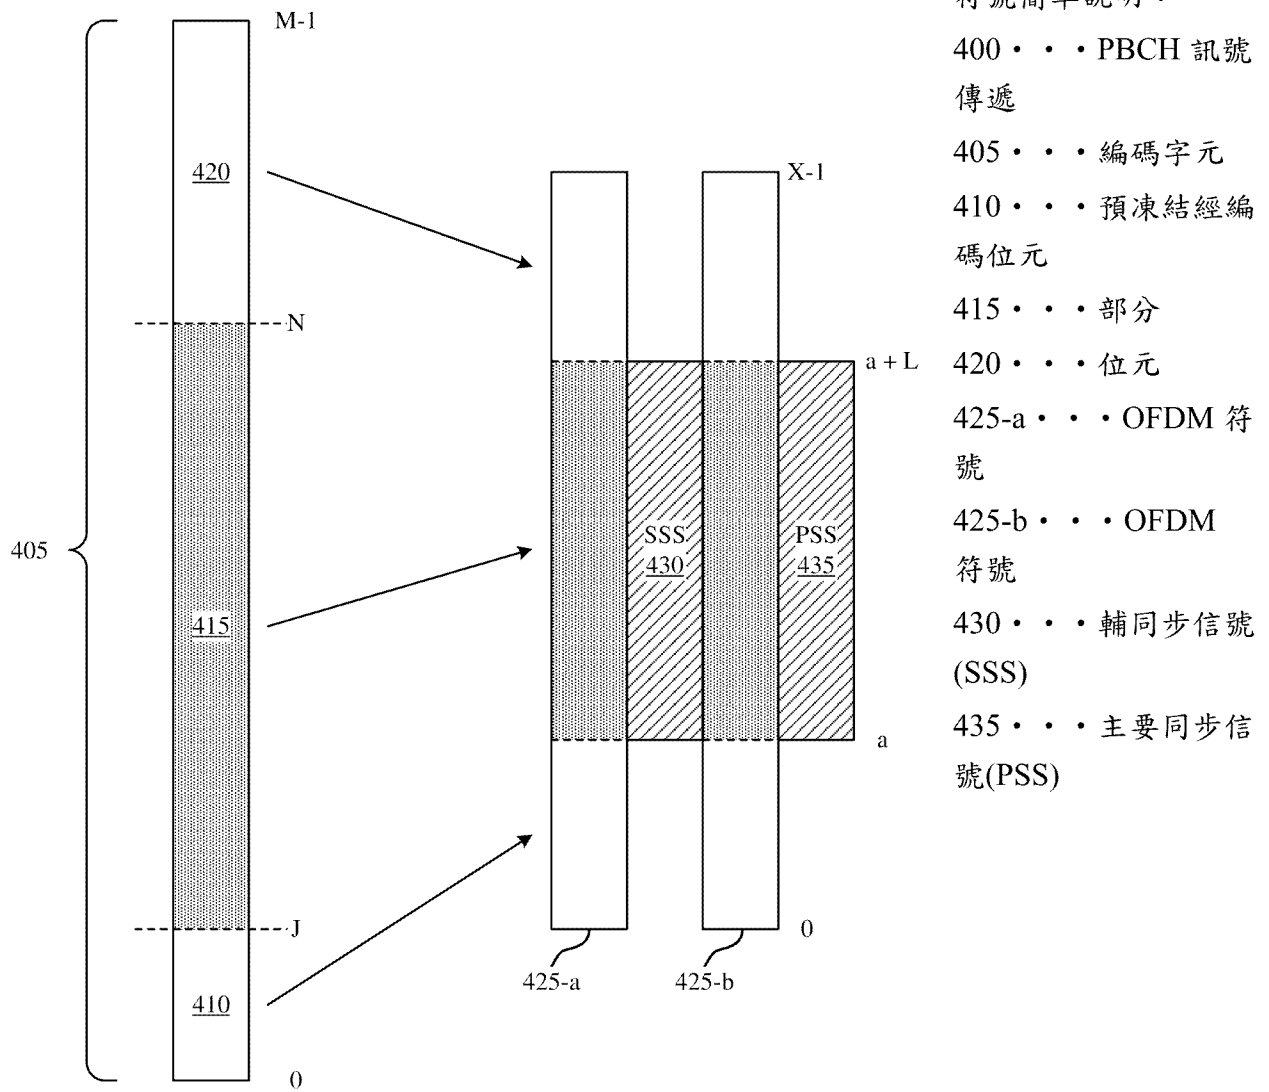 M-1
420
N
415
J
410
0
405
X-1
a + L
SSS
430
PSS
435
a
0
425-a
425-b
400・・・PBCH 訊號
傳遞
405・・・編碼字元
410・・・預凍結經編
碼位元
415・・・部分
420・・・位元
425-a・・・OFDM 符
號
425-b・・・OFDM
符號
430・・・輔同步信號
(SSS)
435・・・主要同步信
號(PSS)